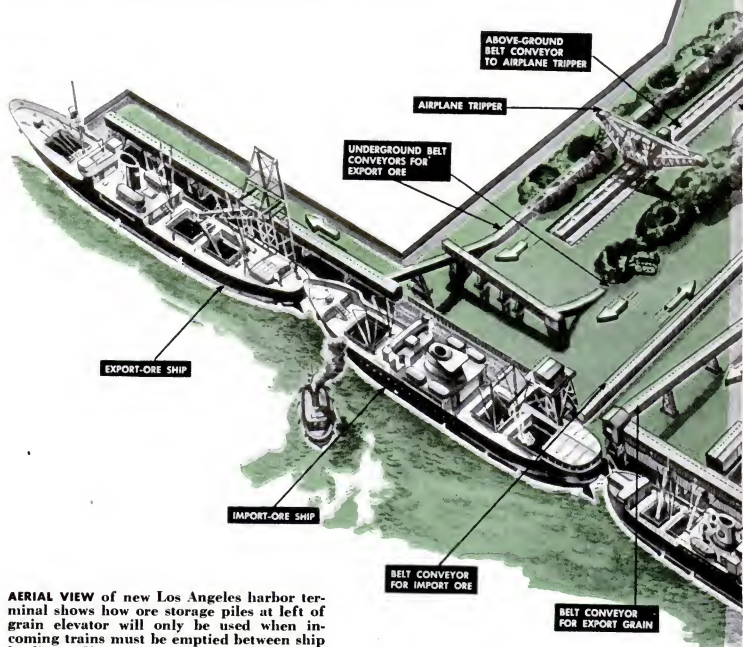 ABOVE-GROUND
BELT CONVEYOR
TO AIRPLANE TRIPPER
AIRPLANE TRIPPER
UNDERGROUND BELT
CONVEYORS FOR
EXPORT ORE
EXPORT-ORE SHIP
IMPORT-ORE SHIP
BELT CONVEYOR
FOR IMPORT ORE
BELT CONVEYOR
FOR EXPORT GRAIN
AERIAL VIEW of new Los Angeles harbor ter-
minal shows how ore storage piles at left of
grain elevator will only be used when in-
coming trains must be emptied between ship